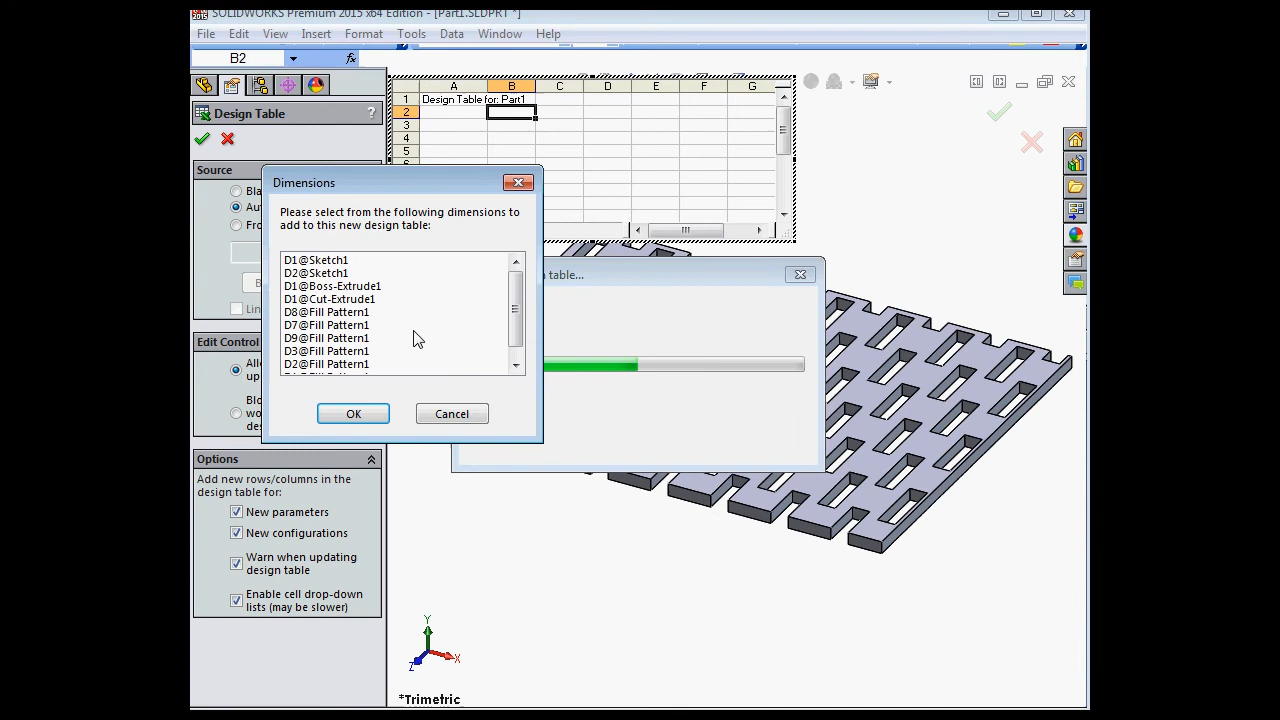 SOLIDWORKS Premium 2015 x64 Edition - [Part1.SLDPRT *]
File Edit View Insert Format Tools Data Window Help
B2 fx
A B C D E F G
1 Design Table for: Part1
2
3
4
5
Design Table ?
Source
Dimensions
Please select from the following dimensions to
add to this new design table:
D1@Sketch1
D2@Sketch1
D1@Boss-Extrude1
D1@Cut-Extrude1
D8@Fill Pattern1
D7@Fill Pattern1
D9@Fill Pattern1
D3@Fill Pattern1
D2@Fill Pattern1
OK Cancel
table...
Edit Control
Options
Add new rows/columns in the
design table for:
New parameters
New configurations
Warn when updating
design table
Enable cell drop-down
lists (may be slower)
Y
X
Z
*Trimetric